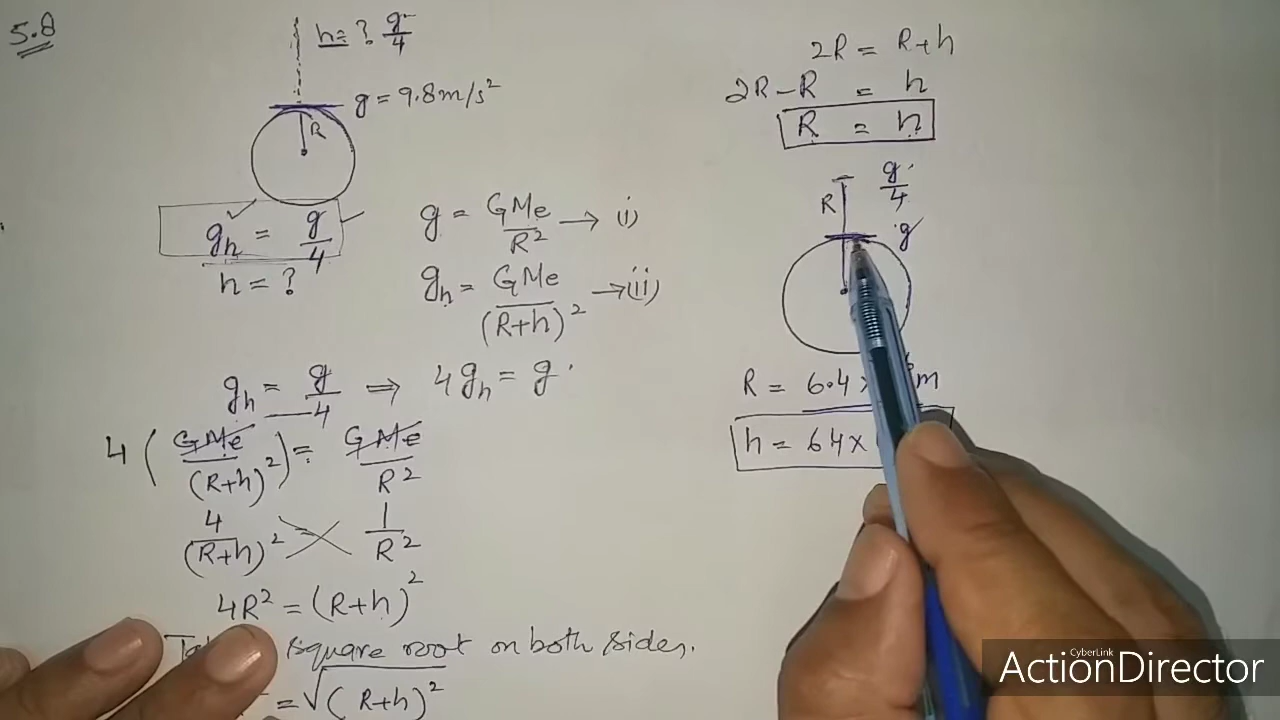 5.8
h = ? g/4
g = 9.8m/s²
R
gh = g/4
h = ?
g = GMe/R² → i)
gh = GMe/(R+h)² → ii)
gh = g/4 ⇒ 4gh = g
4 (GMe/(R+h)²) = GMe/R²
4/(R+h)² = 1/R²
4R² = (R+h)²
square root on both sides.
= √(R+h)²
2R = R+h
2R - R = h
R = h
g/4
R
g
R = 6.4 × m
h = 64×
CyberLink
ActionDirector